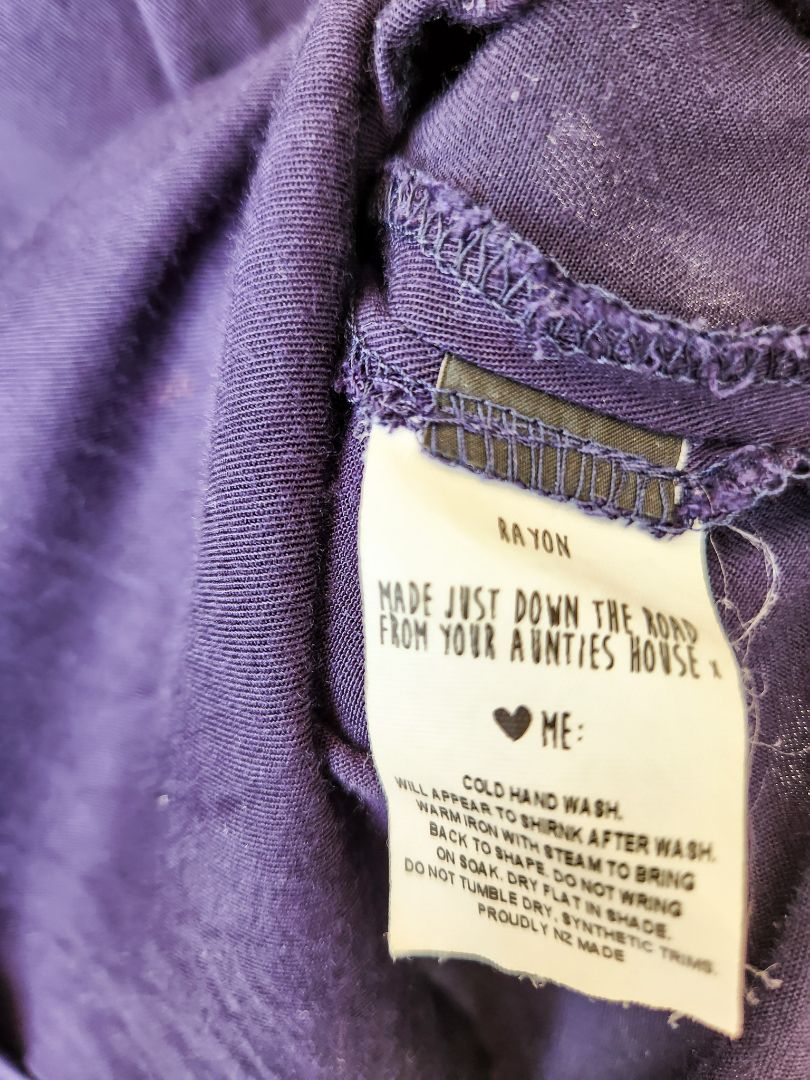 RAYON
MADE JUST DOWN THE ROAD
FROM YOUR AUNTIES HOUSE x
♥ ME:
COLD HAND WASH.
WILL APPEAR TO SHIRNK AFTER WASH.
WARM IRON WITH STEAM TO BRING
BACK TO SHAPE. DO NOT WRING
ON SOAK. DRY FLAT IN SHADE.
DO NOT TUMBLE DRY. SYNTHETIC TRIMS.
PROUDLY NZ MADE